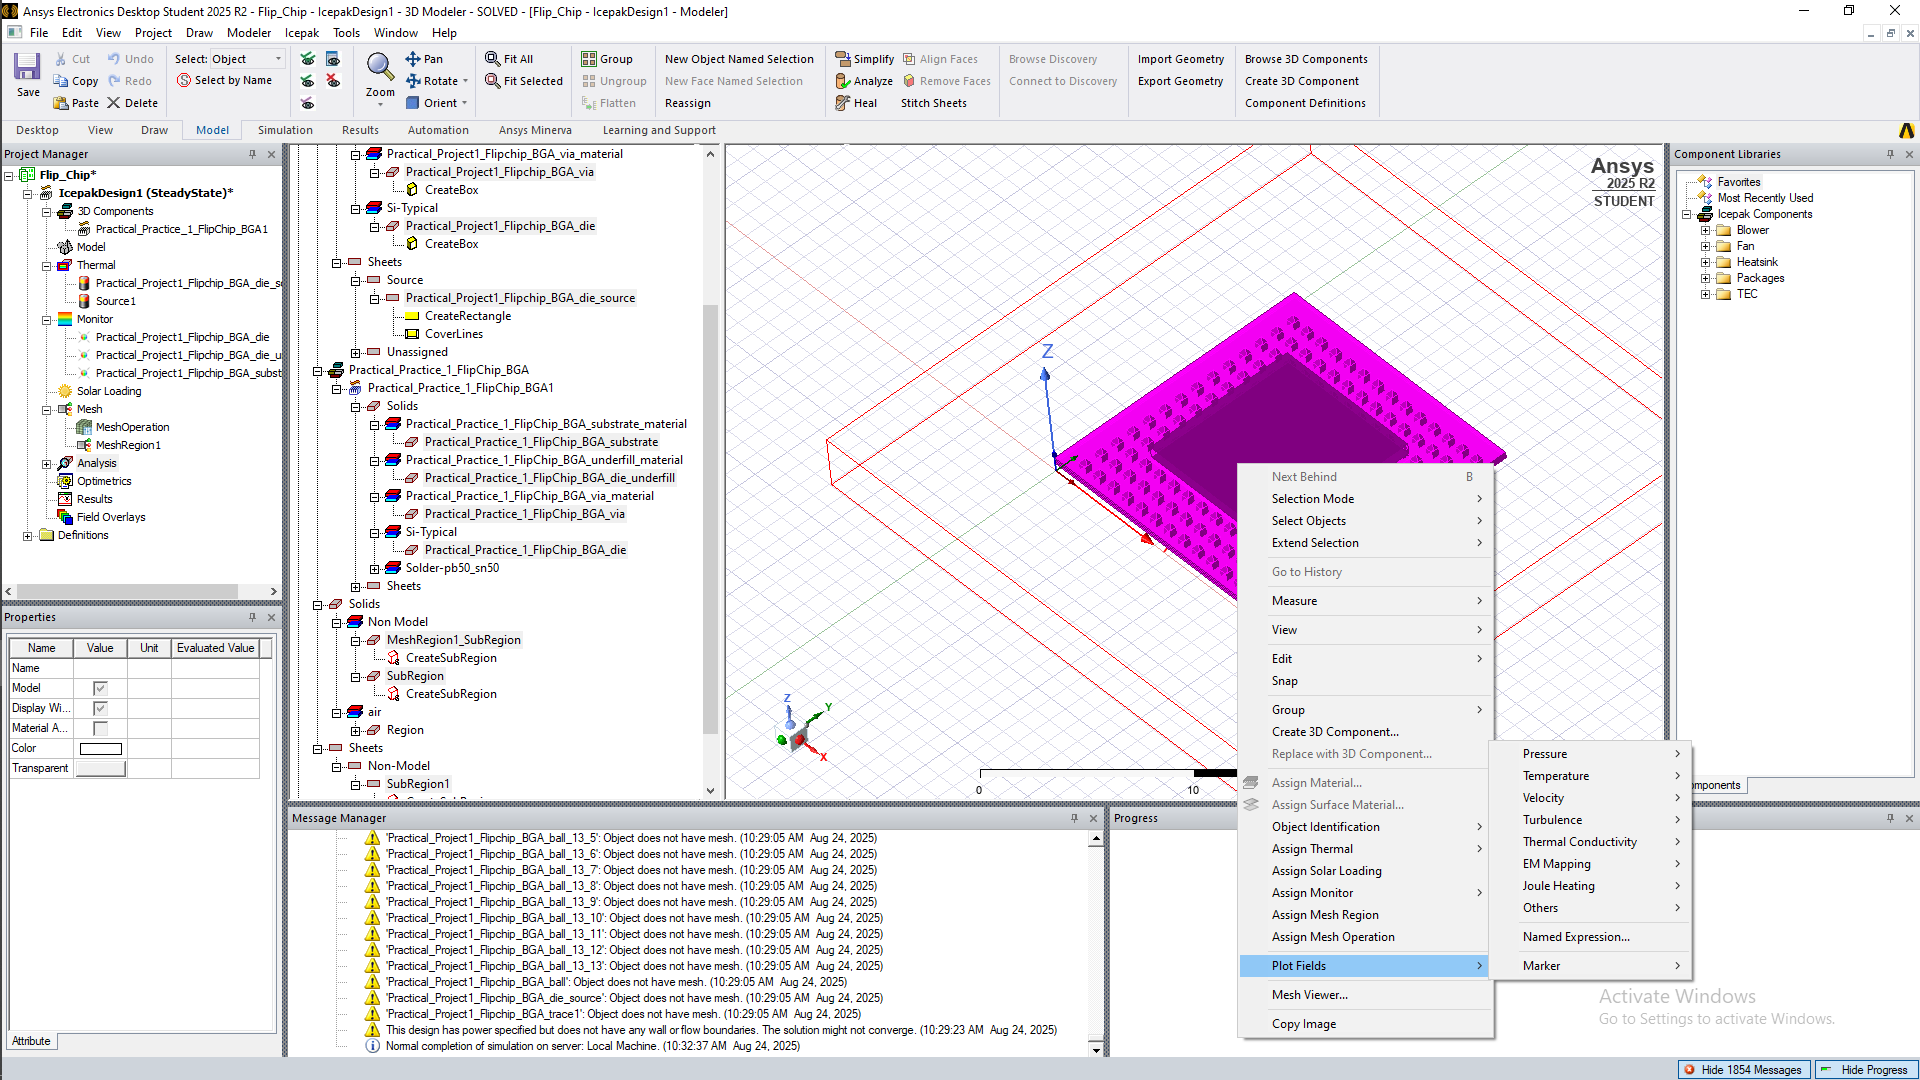 Ansys Electronics Desktop Student 2025 R2 - Flip_Chip - IcepakDesign1 - 3D Modeler - SOLVED - [Flip_Chip - IcepakDesign1 - Modeler]
File Edit View Project Draw Modeler Icepak Tools Window Help
Save
Cut
Copy
Paste
Undo
Redo
Delete
Select: Object
Select by Name
Zoom
Pan
Rotate
Orient
Fit All
Fit Selected
Group
Ungroup
Flatten
New Object Named Selection
New Face Named Selection
Reassign
Simplify
Analyze
Heal
Align Faces
Remove Faces
Stitch Sheets
Browse Discovery
Connect to Discovery
Import Geometry
Export Geometry
Browse 3D Components
Create 3D Component
Component Definitions
Desktop View Draw Model Simulation Results Automation Ansys Minerva Learning and Support
Project Manager
Flip_Chip*
IcepakDesign1 (SteadyState)*
3D Components
Practical_Practice_1_FlipChip_BGA1
Model
Thermal
Practical_Project1_Flipchip_BGA_die_s
Source1
Monitor
Practical_Project1_Flipchip_BGA_die
Practical_Project1_Flipchip_BGA_die_u
Practical_Project1_Flipchip_BGA_subst
Solar Loading
Mesh
MeshOperation
MeshRegion1
Analysis
Optimetrics
Results
Field Overlays
Definitions
Properties
Name Value Unit Evaluated Value
Name
Model
Display Wi...
Material A...
Color
Transparent
Attribute
Practical_Project1_Flipchip_BGA_via_material
Practical_Project1_Flipchip_BGA_via
CreateBox
Si-Typical
Practical_Project1_Flipchip_BGA_die
CreateBox
Sheets
Source
Practical_Project1_Flipchip_BGA_die_source
CreateRectangle
CoverLines
Unassigned
Practical_Practice_1_FlipChip_BGA
Practical_Practice_1_FlipChip_BGA1
Solids
Practical_Practice_1_FlipChip_BGA_substrate_material
Practical_Practice_1_FlipChip_BGA_substrate
Practical_Practice_1_FlipChip_BGA_underfill_material
Practical_Practice_1_FlipChip_BGA_die_underfill
Practical_Practice_1_FlipChip_BGA_via_material
Practical_Practice_1_FlipChip_BGA_via
Si-Typical
Practical_Practice_1_FlipChip_BGA_die
Solder-pb50_sn50
Sheets
Solids
Non Model
MeshRegion1_SubRegion
CreateSubRegion
SubRegion
CreateSubRegion
air
Region
Sheets
Non-Model
SubRegion1
Ansys
2025 R2
STUDENT
Z
Z
Y
X
0
10
Next Behind B
Selection Mode
Select Objects
Extend Selection
Go to History
Measure
View
Edit
Snap
Group
Create 3D Component...
Replace with 3D Component...
Assign Material...
Assign Surface Material...
Object Identification
Assign Thermal
Assign Solar Loading
Assign Monitor
Assign Mesh Region
Assign Mesh Operation
Plot Fields
Mesh Viewer...
Copy Image
Pressure
Temperature
Velocity
Turbulence
Thermal Conductivity
EM Mapping
Joule Heating
Others
Named Expression...
Marker
Component Libraries
Favorites
Most Recently Used
Icepak Components
Blower
Fan
Heatsink
Packages
TEC
mponents
Message Manager
'Practical_Project1_Flipchip_BGA_ball_13_5': Object does not have mesh. (10:29:05 AM Aug 24, 2025)
'Practical_Project1_Flipchip_BGA_ball_13_6': Object does not have mesh. (10:29:05 AM Aug 24, 2025)
'Practical_Project1_Flipchip_BGA_ball_13_7': Object does not have mesh. (10:29:05 AM Aug 24, 2025)
'Practical_Project1_Flipchip_BGA_ball_13_8': Object does not have mesh. (10:29:05 AM Aug 24, 2025)
'Practical_Project1_Flipchip_BGA_ball_13_9': Object does not have mesh. (10:29:05 AM Aug 24, 2025)
'Practical_Project1_Flipchip_BGA_ball_13_10': Object does not have mesh. (10:29:05 AM Aug 24, 2025)
'Practical_Project1_Flipchip_BGA_ball_13_11': Object does not have mesh. (10:29:05 AM Aug 24, 2025)
'Practical_Project1_Flipchip_BGA_ball_13_12': Object does not have mesh. (10:29:05 AM Aug 24, 2025)
'Practical_Project1_Flipchip_BGA_ball_13_13': Object does not have mesh. (10:29:05 AM Aug 24, 2025)
'Practical_Project1_Flipchip_BGA_ball': Object does not have mesh. (10:29:05 AM Aug 24, 2025)
'Practical_Project1_Flipchip_BGA_die_source': Object does not have mesh. (10:29:05 AM Aug 24, 2025)
'Practical_Project1_Flipchip_BGA_trace1': Object does not have mesh. (10:29:05 AM Aug 24, 2025)
This design has power specified but does not have any wall or flow boundaries. The solution might not converge. (10:29:23 AM Aug 24, 2025)
Normal completion of simulation on server: Local Machine. (10:32:37 AM Aug 24, 2025)
Progress
Activate Windows
Go to Settings to activate Windows.
Hide 1854 Messages
Hide Progress